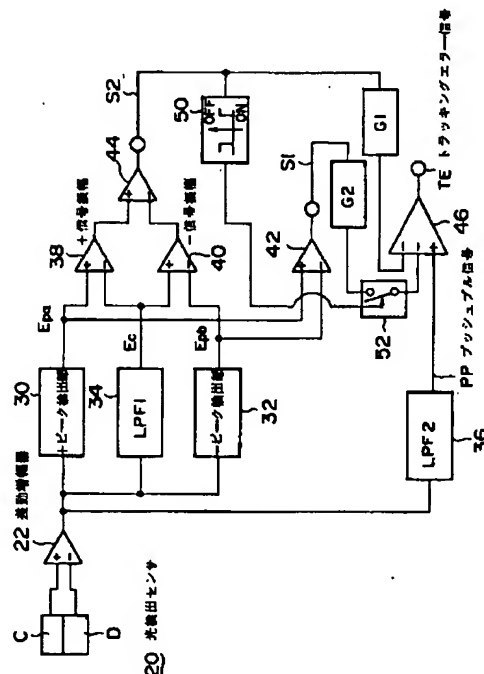 C
D
20 光検出センサ
22 差動増幅器
30
+ピーク検出部
34
LPF1
32
−ピーク検出部
Epa
Ec
Epb
38
+信号振幅
40
−信号振幅
44
S2
50
OFF
ON
42
S1
G2
G1
52
46
TE トラッキングエラー信号
PP プッシュプル信号
LPF2
36